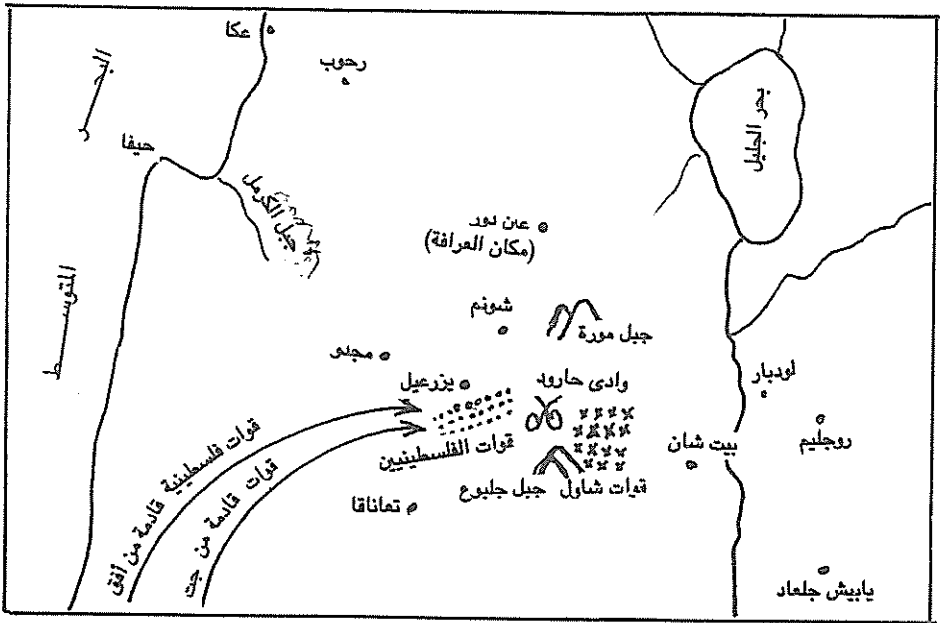 عكا
رحوب
البحر
المتوسط
حيفا
جبل الكرمل
بحر الجليل
عين دور
(مكان العرافة)
شونم
جبل مورة
مجدو
يزرعيل
وادى حارود
لودبار
روجليم
بيت شان
قوات الفلسطينيين
قوات شاول
جبل جلبوع
تماناقا
قوات فلسطينية قادمة من أفق
قوات قادمة من جت
يابيش جلعاد